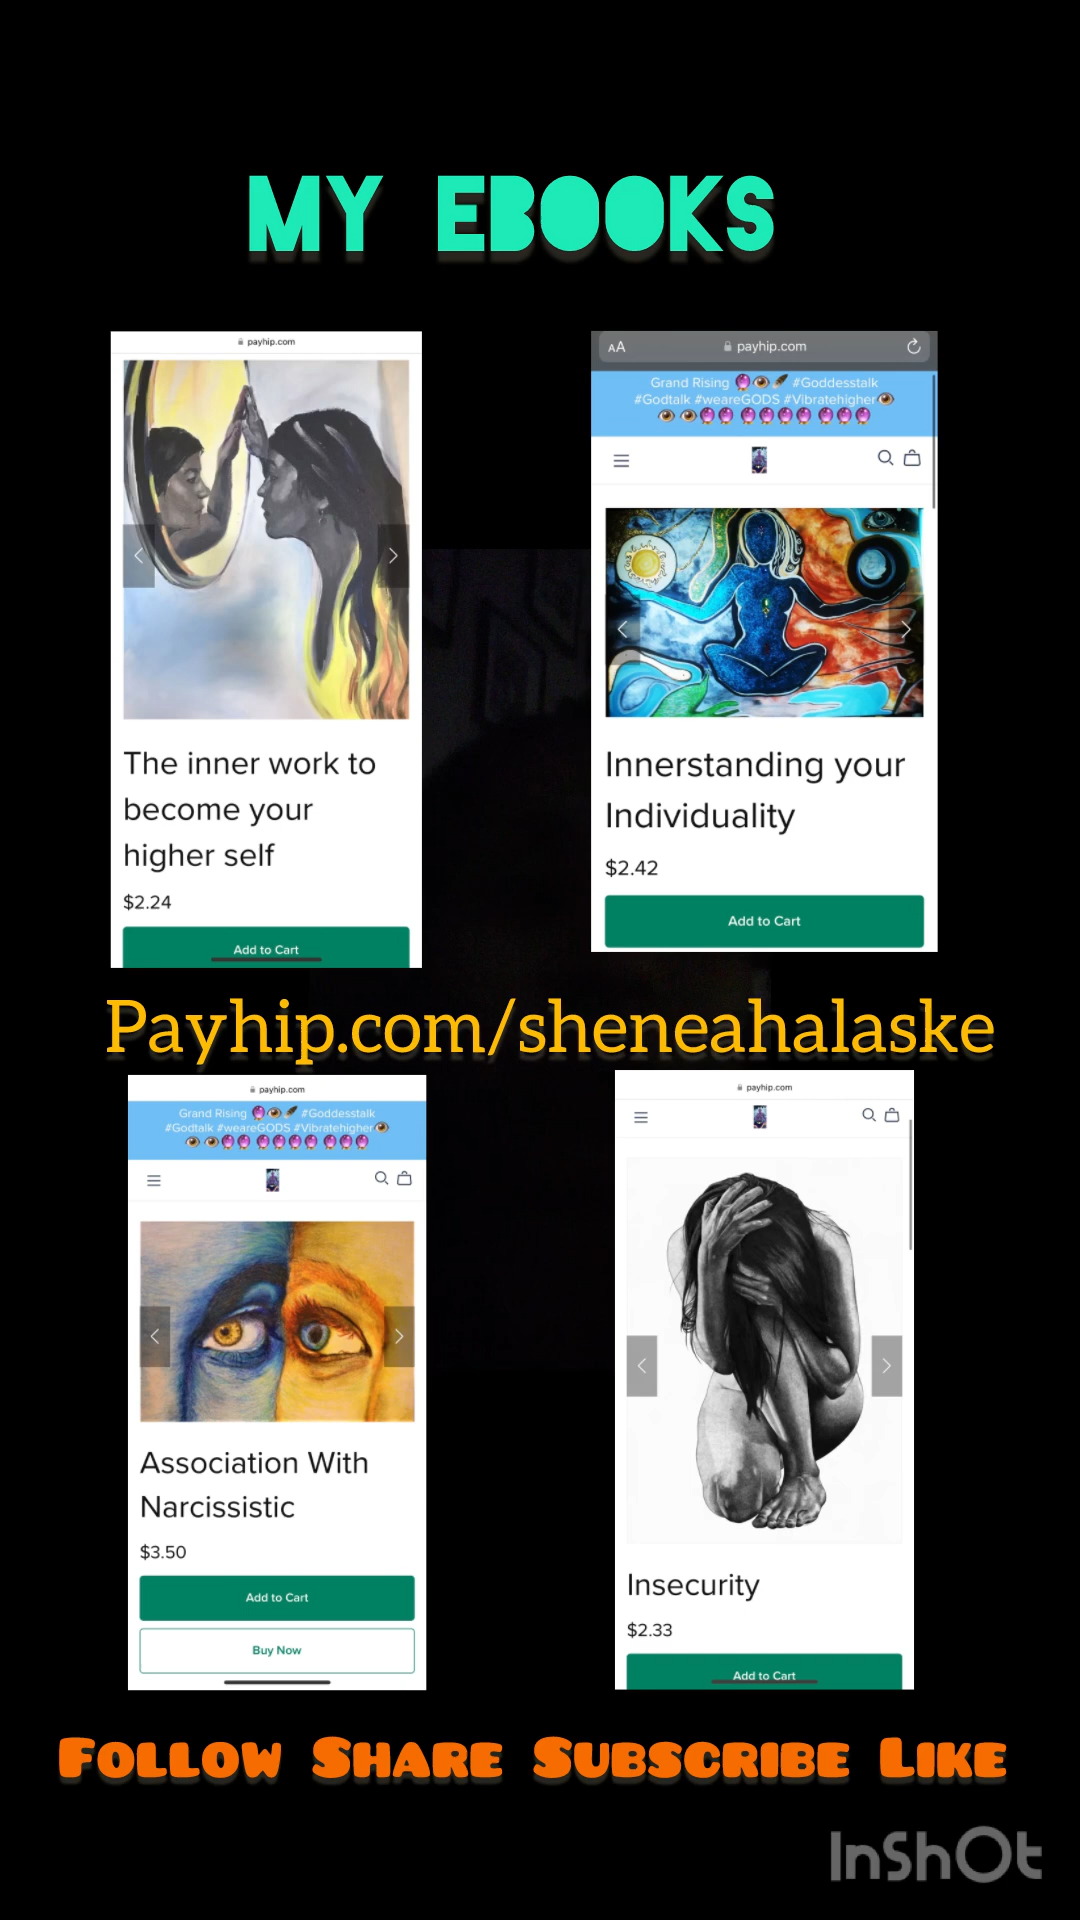 MY EBOOKS
payhip.com
The inner work to
become your
higher self
$2.24
Add to Cart
AA payhip.com
Grand Rising 🔮👁️🪶 #Goddesstalk
#Godtalk #weareGODS #Vibratehigher👁️
👁️ 👁️🔮🔮 🔮🔮🔮🔮 🔮🔮🔮
Innerstanding your
Individuality
$2.42
Add to Cart
Payhip.com/sheneahalaske
payhip.com
Grand Rising 🔮👁️🪶 #Goddesstalk
#Godtalk #weareGODS #Vibratehigher👁️
👁️ 👁️🔮🔮 🔮🔮🔮🔮 🔮🔮🔮
Association With
Narcissistic
$3.50
Add to Cart
Buy Now
payhip.com
Insecurity
$2.33
Add to Cart
Follow Share Subscribe Like
InShOt